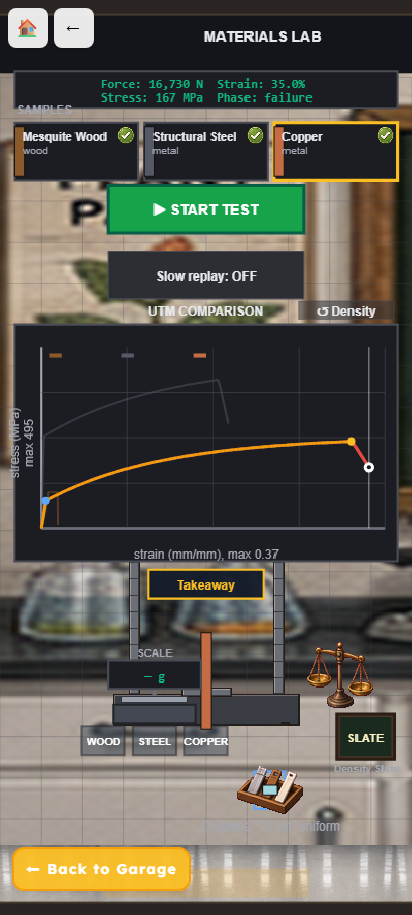 MATERIALS LAB
Force: 16,730 N Strain: 35.0%
Stress: 167 MPa Phase: failure
SAMPLES
Mesquite Wood
wood
Structural Steel
metal
Copper
metal
▶ START TEST
Slow replay: OFF
UTM COMPARISON
↺ Density
stress (MPa)
max 495
strain (mm/mm), max 0.37
Takeaway
SCALE
— g
WOOD
STEEL
COPPER
SLATE
← Back to Garage